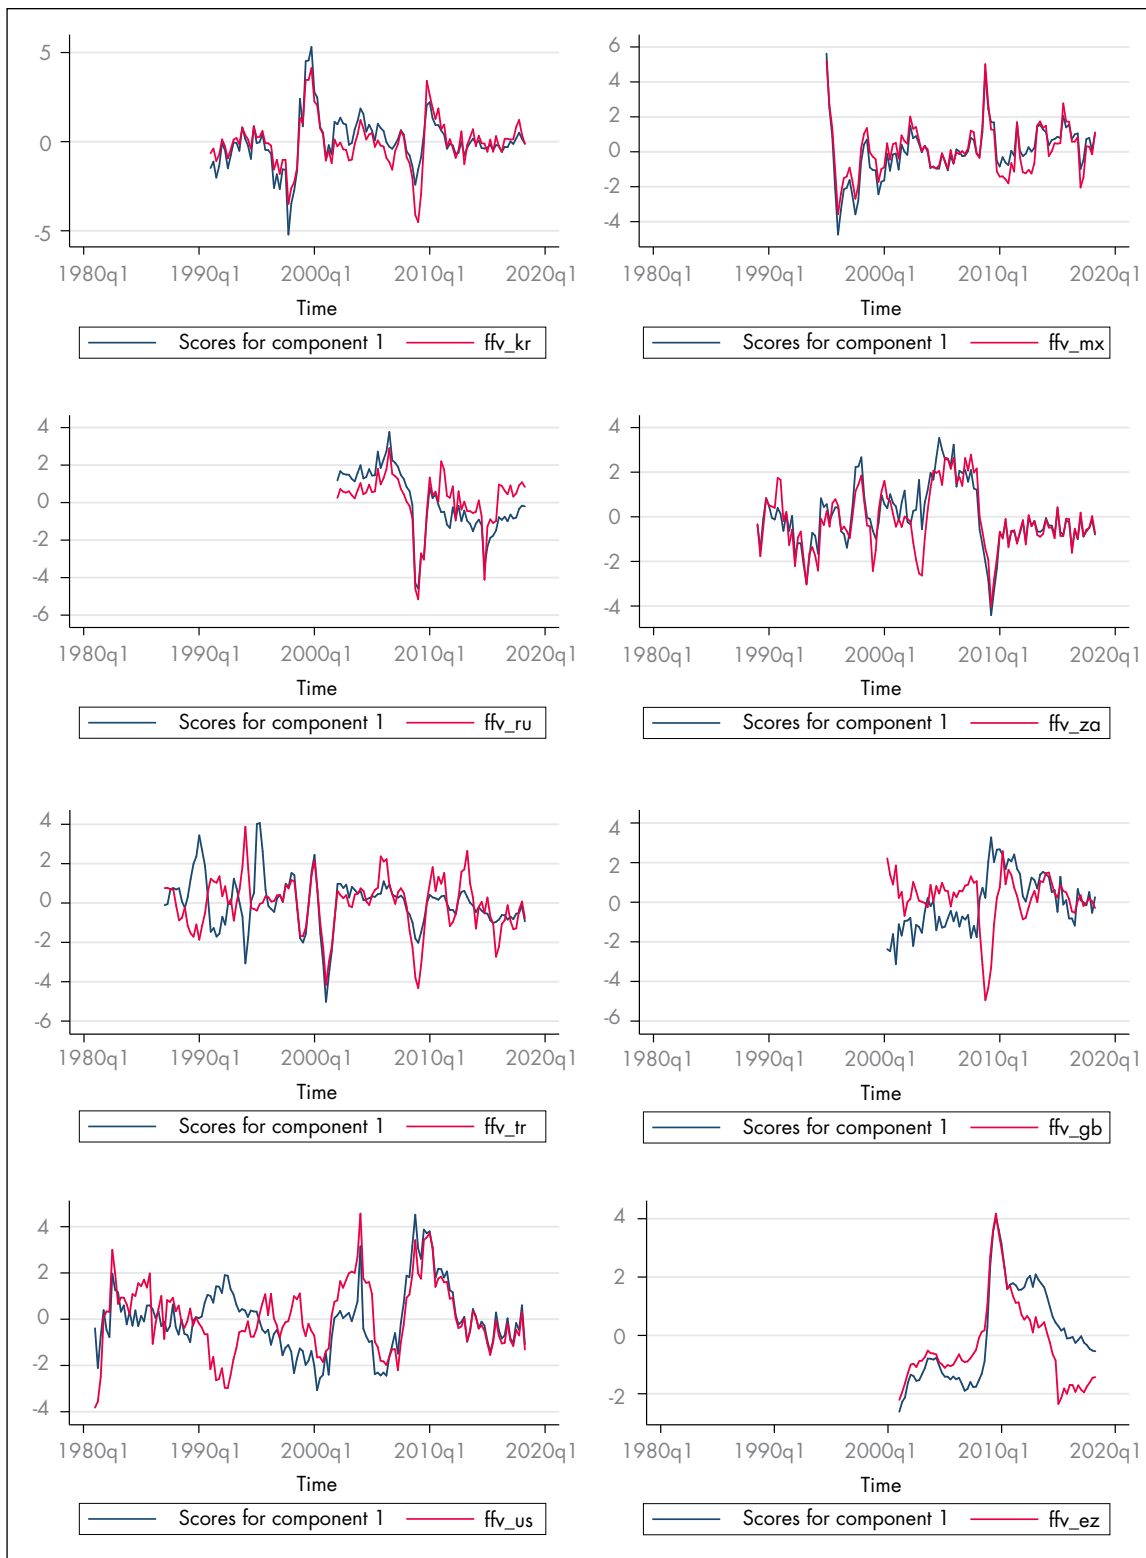 5
0
-5
1980q1 1990q1 2000q1 2010q1 2020q1
Time
Scores for component 1 ffv_kr
6
4
2
0
-2
-4
1980q1 1990q1 2000q1 2010q1 2020q1
Time
Scores for component 1 ffv_mx
4
2
0
-2
-4
-6
1980q1 1990q1 2000q1 2010q1 2020q1
Time
Scores for component 1 ffv_ru
4
2
0
-2
-4
1980q1 1990q1 2000q1 2010q1 2020q1
Time
Scores for component 1 ffv_za
4
2
0
-2
-4
-6
1980q1 1990q1 2000q1 2010q1 2020q1
Time
Scores for component 1 ffv_tr
4
2
0
-2
-4
-6
1980q1 1990q1 2000q1 2010q1 2020q1
Time
Scores for component 1 ffv_gb
4
2
0
-2
-4
1980q1 1990q1 2000q1 2010q1 2020q1
Time
Scores for component 1 ffv_us
4
2
0
-2
1980q1 1990q1 2000q1 2010q1 2020q1
Time
Scores for component 1 ffv_ez